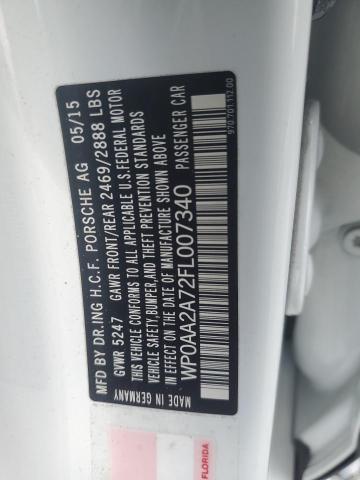 MFD BY DR.ING H.C.F. PORSCHE AG 05/15
GVWR 5247 GAWR FRONT/REAR 2469/2888 LBS
THIS VEHICLE CONFORMS TO ALL APPLICABLE U.S.FEDERAL MOTOR
VEHICLE SAFETY,BUMPER,AND THEFT PREVENTION STANDARDS
IN EFFECT ON THE DATE OF MANUFACTURE SHOWN ABOVE.
WP0AA2A72FL007340 PASSENGER CAR
MADE IN GERMANY
970.701.112.00
FLORIDA